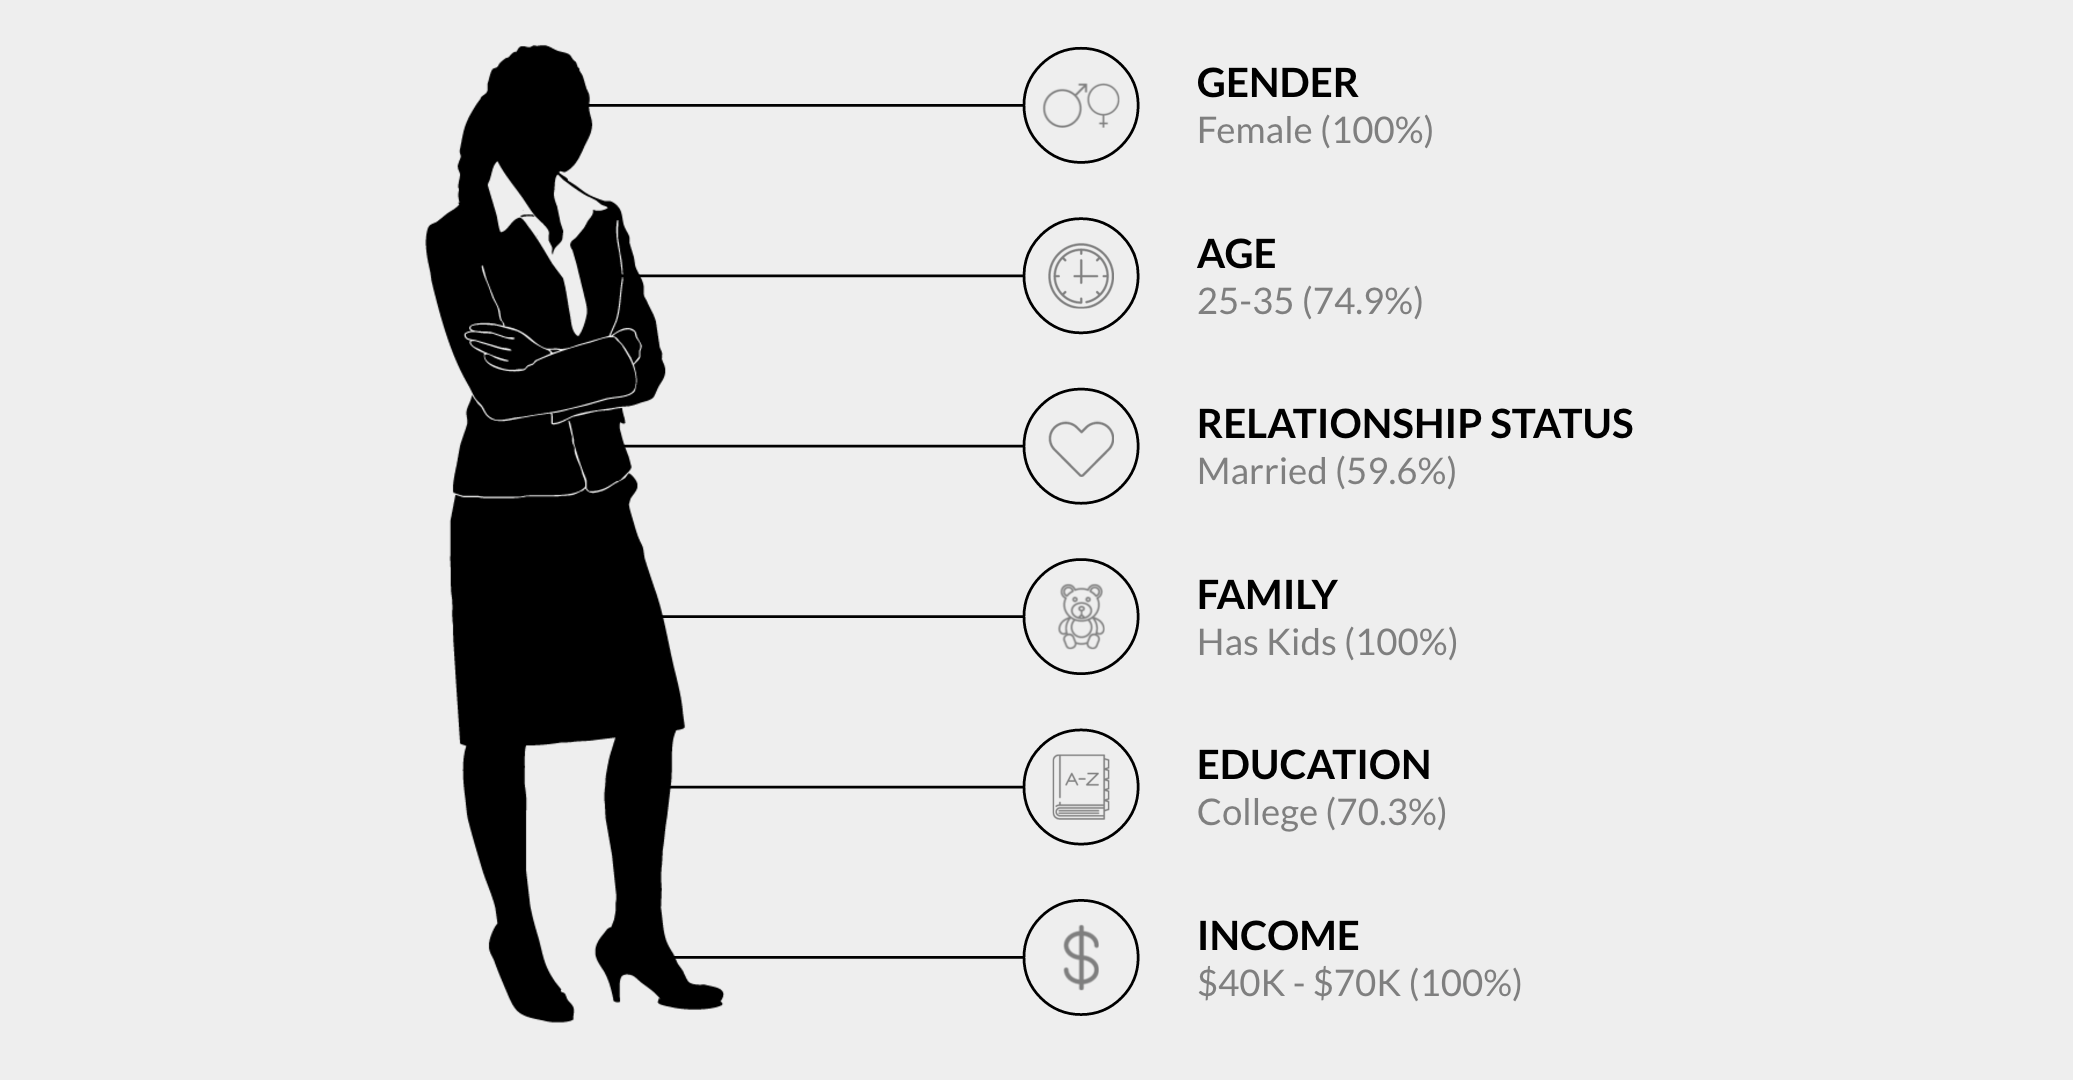 GENDER
Female (100%)
AGE
25-35 (74.9%)
RELATIONSHIP STATUS
Married (59.6%)
FAMILY
Has Kids (100%)
A-Z
EDUCATION
College (70.3%)
$
INCOME
$40K - $70K (100%)